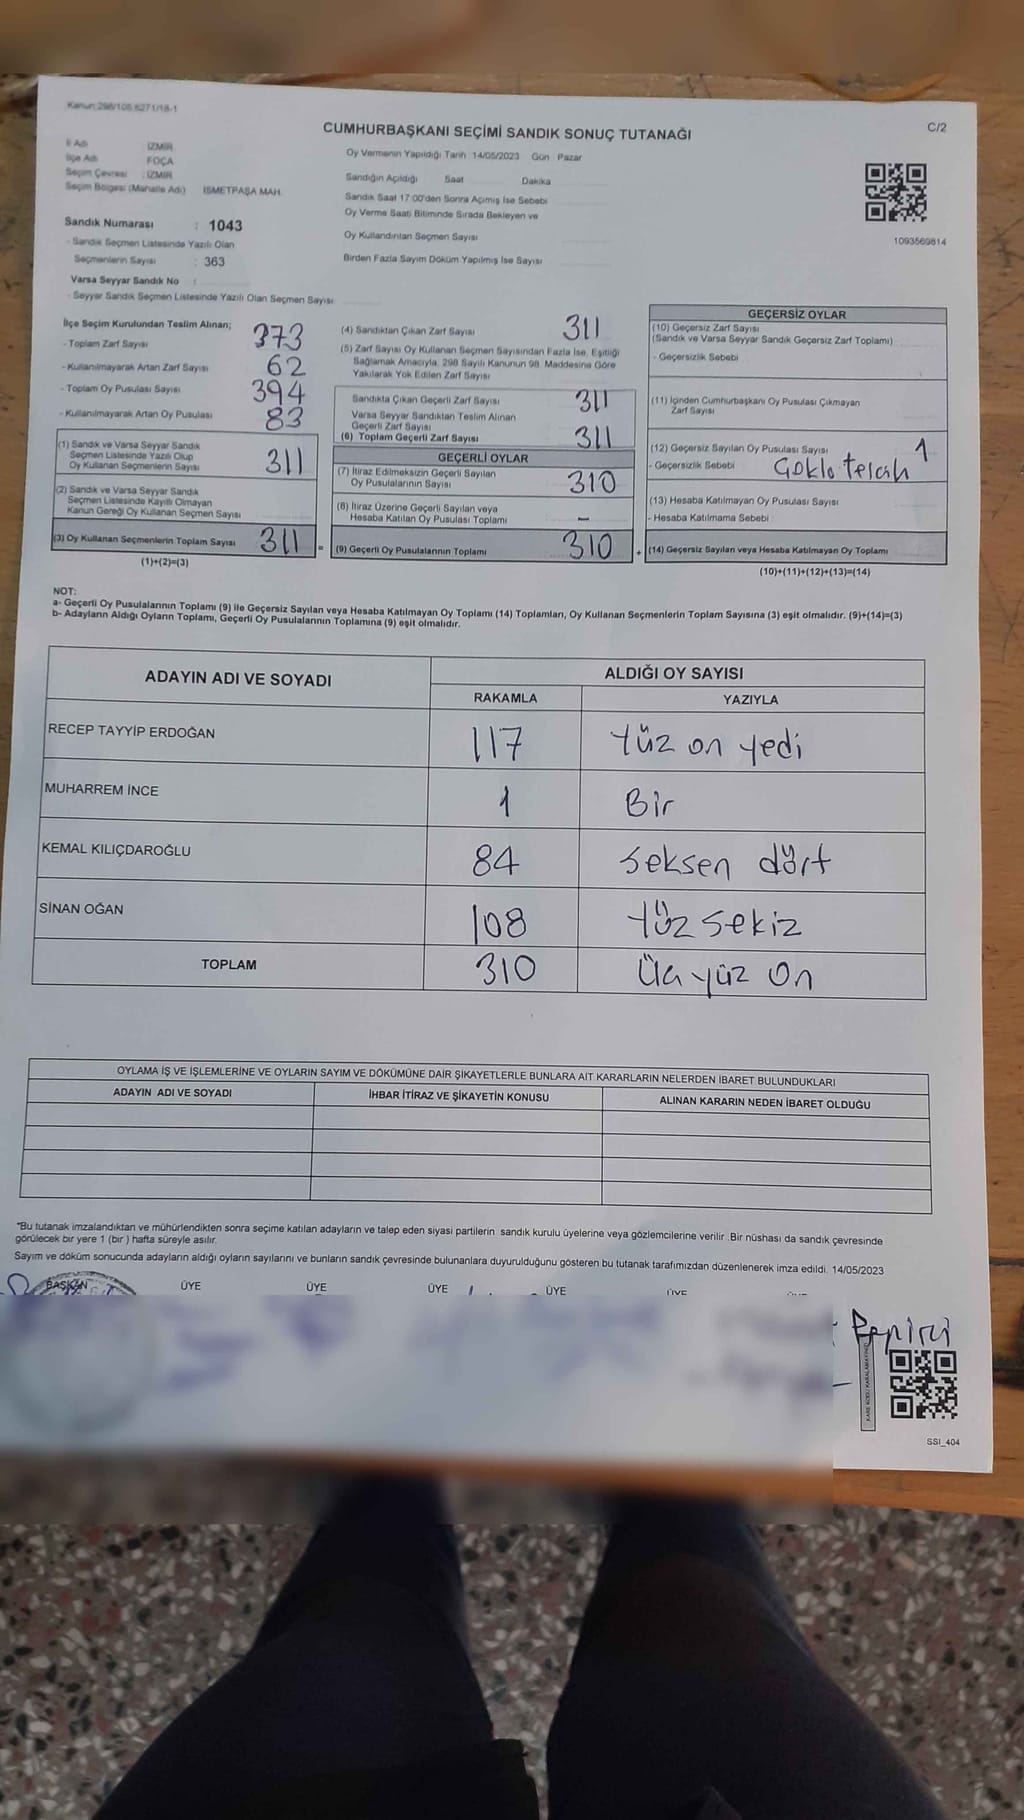 Kanun:298/105,6271/18-1
C/2
CUMHURBAŞKANI SEÇİMİ SANDIK SONUÇ TUTANAĞI
İl Adı İZMİR
İlçe Adı FOÇA
Seçim Çevresi : İZMİR
Seçim Bölgesi (Mahalle Adı) İSMETPAŞA MAH.
Sandık Numarası : 1043
- Sandık Seçmen Listesinde Yazılı Olan
Seçmenlerin Sayısı : 363
Varsa Seyyar Sandık No :
- Seyyar Sandık Seçmen Listesinde Yazılı Olan Seçmen Sayısı
Oy Vermenin Yapıldığı Tarih 14/05/2023 Gün Pazar
Sandığın Açıldığı Saat Dakika
Sandık Saat 17:00'den Sonra Açımış İse Sebebi
Oy Verme Saati Bitiminde Sırada Bekleyen ve
Oy Kullandırılan Seçmen Sayısı
Birden Fazla Sayım Döküm Yapılmış İse Sayısı
1093569814
İlçe Seçim Kurulundan Teslim Alınan;
- Toplam Zarf Sayısı 373
- Kullanılmayarak Artan Zarf Sayısı 62
- Toplam Oy Pusulası Sayısı 394
- Kullanılmayarak Artan Oy Pusulası 83
(1) Sandık ve Varsa Seyyar Sandık
Seçmen Listesinde Yazılı Olup
Oy Kullanan Seçmenlerin Sayısı 311
(2) Sandık ve Varsa Seyyar Sandık
Seçmen Listesinde Kayıtlı Olmayan
Kanun Gereği Oy Kullanan Seçmen Sayısı
(3) Oy Kullanan Seçmenlerin Toplam Sayısı 311 =
(1)+(2)=(3)
(4) Sandıktan Çıkan Zarf Sayısı 311
(5) Zarf Sayısı Oy Kullanan Seçmen Sayısından Fazla İse, Eşitliği
Sağlamak Amacıyla, 298 Sayılı Kanunun 98. Maddesine Göre
Yakılarak Yok Edilen Zarf Sayısı
Sandıkta Çıkan Geçerli Zarf Sayısı 311
Varsa Seyyar Sandıktan Teslim Alınan
Geçerli Zarf Sayısı
(6) Toplam Geçerli Zarf Sayısı 311
GEÇERLİ OYLAR
(7) İtiraz Edilmeksizin Geçerli Sayılan
Oy Pusulalarının Sayısı 310
(8) İtiraz Üzerine Geçerli Sayılan veya
Hesaba Katılan Oy Pusulası Toplamı -
(9) Geçerli Oy Pusulalarının Toplamı 310 +
GEÇERSİZ OYLAR
(10) Geçersiz Zarf Sayısı
(Sandık ve Varsa Seyyar Sandık Geçersiz Zarf Toplamı)
- Geçersizlik Sebebi
(11) İçinden Cumhurbaşkanı Oy Pusulası Çıkmayan
Zarf Sayısı
(12) Geçersiz Sayılan Oy Pusulası Sayısı 1
- Geçersizlik Sebebi
(13) Hesaba Katılmayan Oy Pusulası Sayısı
- Hesaba Katılmama Sebebi
(14) Geçersiz Sayılan veya Hesaba Katılmayan Oy Toplamı
(10)+(11)+(12)+(13)=(14)
NOT:
a- Geçerli Oy Pusulalarının Toplamı (9) ile Geçersiz Sayılan veya Hesaba Katılmayan Oy Toplamı (14) Toplamları, Oy Kullanan Seçmenlerin Toplam Sayısına (3) eşit olmalıdır. (9)+(14)=(3)
b- Adayların Aldığı Oyların Toplamı, Geçerli Oy Pusulalarının Toplamına (9) eşit olmalıdır.
ADAYIN ADI VE SOYADI ALDIĞI OY SAYISI
RAKAMLA YAZIYLA
RECEP TAYYİP ERDOĞAN 117 Yüz on yedi
MUHARREM İNCE 1 Bir
KEMAL KILIÇDAROĞLU 84 Seksen dört
SİNAN OĞAN 108 Yüz sekiz
TOPLAM 310 Üç yüz On
OYLAMA İŞ VE İŞLEMLERİNE VE OYLARIN SAYIM VE DÖKÜMÜNE DAİR ŞİKAYETLERLE BUNLARA AİT KARARLARIN NELERDEN İBARET BULUNDUKLARI
ADAYIN ADI VE SOYADI İHBAR İTİRAZ VE ŞİKAYETİN KONUSU ALINAN KARARIN NEDEN İBARET OLDUĞU
"Bu tutanak imzalandıktan ve mühürlendikten sonra seçime katılan adayların ve talep eden siyasi partilerin sandık kurulu üyelerine veya gözlemcilerine verilir. Bir nüshası da sandık çevresinde
görülecek bir yere 1 (bir ) hafta süreyle asılır.
Sayım ve döküm sonucunda adayların aldığı oyların sayılarını ve bunların sandık çevresinde bulunanlara duyurulduğunu gösteren bu tutanak tarafımızdan düzenlenerek imza edildi. 14/05/2023
BAŞKAN ÜYE ÜYE ÜYE ÜYE ÜYE
SSI_404